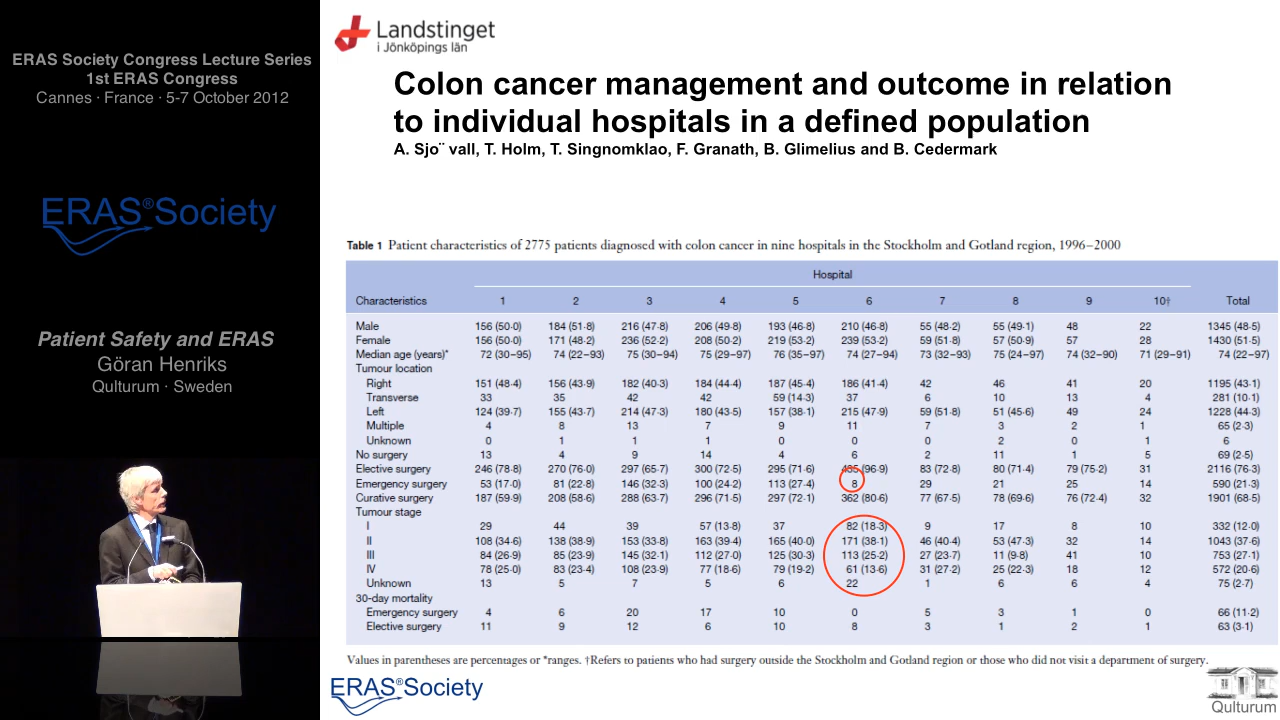 ERAS Society Congress Lecture Series
1st ERAS Congress
Cannes · France · 5-7 October 2012
ERAS®Society
Patient Safety and ERAS
Göran Henriks
Qulturum · Sweden
Landstinget
i Jönköpings län
Colon cancer management and outcome in relation
to individual hospitals in a defined population
A. Sjo¨ vall, T. Holm, T. Singnomklao, F. Granath, B. Glimelius and B. Cedermark
Table 1 Patient characteristics of 2775 patients diagnosed with colon cancer in nine hospitals in the Stockholm and Gotland region, 1996–2000
Hospital
Characteristics 1 2 3 4 5 6 7 8 9 10† Total
Male 156 (50·0) 184 (51·8) 216 (47·8) 206 (49·8) 193 (46·8) 210 (46·8) 55 (48·2) 55 (49·1) 48 22 1345 (48·5)
Female 156 (50·0) 171 (48·2) 236 (52·2) 208 (50·2) 219 (53·2) 239 (53·2) 59 (51·8) 57 (50·9) 57 28 1430 (51·5)
Median age (years)* 72 (30–95) 74 (22–93) 75 (30–94) 75 (29–97) 76 (35–97) 74 (27–94) 73 (32–93) 75 (24–97) 74 (32–90) 71 (29–91) 74 (22–97)
Tumour location
Right 151 (48·4) 156 (43·9) 182 (40·3) 184 (44·4) 187 (45·4) 186 (41·4) 42 46 41 20 1195 (43·1)
Transverse 33 35 42 42 59 (14·3) 37 6 10 13 4 281 (10·1)
Left 124 (39·7) 155 (43·7) 214 (47·3) 180 (43·5) 157 (38·1) 215 (47·9) 59 (51·8) 51 (45·6) 49 24 1228 (44·3)
Multiple 4 8 13 7 9 11 7 3 2 1 65 (2·3)
Unknown 0 1 1 1 0 0 0 2 0 1 6
No surgery 13 4 9 14 4 6 2 11 1 5 69 (2·5)
Elective surgery 246 (78·8) 270 (76·0) 297 (65·7) 300 (72·5) 295 (71·6) 435 (96·9) 83 (72·8) 80 (71·4) 79 (75·2) 31 2116 (76·3)
Emergency surgery 53 (17·0) 81 (22·8) 146 (32·3) 100 (24·2) 113 (27·4) 8 29 21 25 14 590 (21·3)
Curative surgery 187 (59·9) 208 (58·6) 288 (63·7) 296 (71·5) 297 (72·1) 362 (80·6) 77 (67·5) 78 (69·6) 76 (72·4) 32 1901 (68·5)
Tumour stage
I 29 44 39 57 (13·8) 37 82 (18·3) 9 17 8 10 332 (12·0)
II 108 (34·6) 138 (38·9) 153 (33·8) 163 (39·4) 165 (40·0) 171 (38·1) 46 (40·4) 53 (47·3) 32 14 1043 (37·6)
III 84 (26·9) 85 (23·9) 145 (32·1) 112 (27·0) 125 (30·3) 113 (25·2) 27 (23·7) 11 (9·8) 41 10 753 (27·1)
IV 78 (25·0) 83 (23·4) 108 (23·9) 77 (18·6) 79 (19·2) 61 (13·6) 31 (27·2) 25 (22·3) 18 12 572 (20·6)
Unknown 13 5 7 5 6 22 1 6 6 4 75 (2·7)
30-day mortality
Emergency surgery 4 6 20 17 10 0 5 3 1 0 66 (11·2)
Elective surgery 11 9 12 6 10 8 3 1 2 1 63 (3·1)
Values in parentheses are percentages or *ranges. †Refers to patients who had surgery outside the Stockholm and Gotland region or those who did not visit a department of surgery.
ERAS®Society
Qulturum